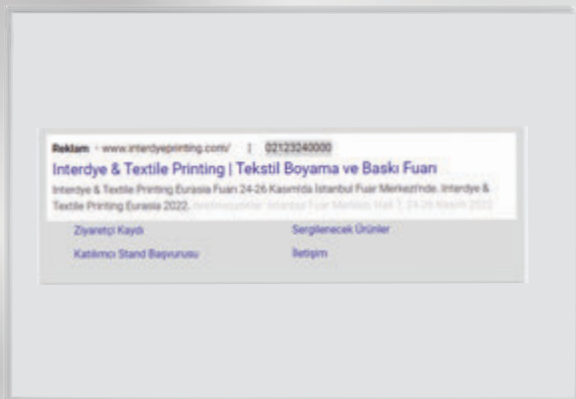 Reklam · www.interdyeprinting.com/ | 02123240000
Interdye & Textile Printing | Tekstil Boyama ve Baskı Fuarı
Interdye & Textile Printing Eurasia Fuarı 24-26 Kasım'da İstanbul Fuar Merkezi'nde. Interdye &
Textile Printing Eurasia 2022.
Ziyaretçi Kaydı
Sergilenecek Ürünler
Katılımcı Stand Başvurusu
İletişim